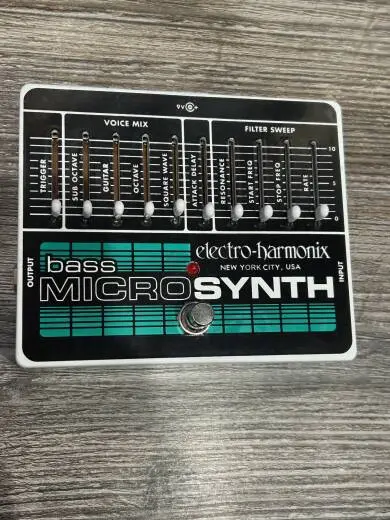 9V +
VOICE MIX
FILTER SWEEP
TRIGGER
SUB OCTAVE
GUITAR
OCTAVE
SQUARE WAVE
ATTACK DELAY
RESONANCE
START FREQ
STOP FREQ
RATE
10
5
0
OUTPUT
electro-harmonix
NEW YORK CITY, USA
INPUT
bass
MICROSYNTH